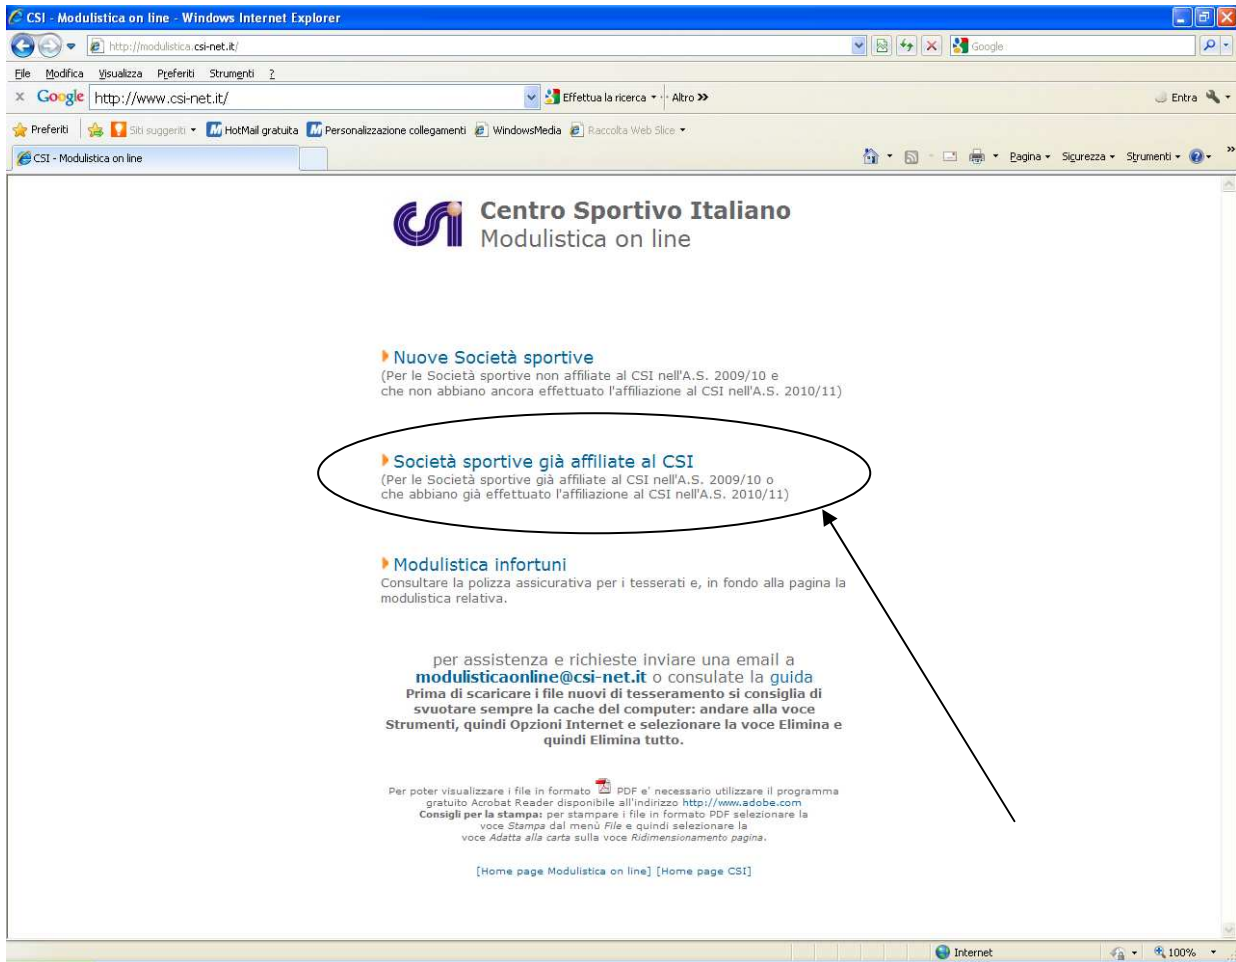 CSI - Modulistica on line - Windows Internet Explorer
http://modulistica.csi-net.it/
Google
File Modifica Visualizza Preferiti Strumenti ?
x Google http://www.csi-net.it/ Effettua la ricerca Altro >> Entra
Preferiti Siti suggeriti HotMail gratuita Personalizzazione collegamenti WindowsMedia Raccolta Web Slice
CSI - Modulistica on line Pagina Sicurezza Strumenti ? »
csi Centro Sportivo Italiano
Modulistica on line
Nuove Società sportive
(Per le Società sportive non affiliate al CSI nell'A.S. 2009/10 e
che non abbiano ancora effettuato l'affiliazione al CSI nell'A.S. 2010/11)
Società sportive già affiliate al CSI
(Per le Società sportive già affiliate al CSI nell'A.S. 2009/10 o
che abbiano già effettuato l'affiliazione al CSI nell'A.S. 2010/11)
Modulistica infortuni
Consultare la polizza assicurativa per i tesserati e, in fondo alla pagina la
modulistica relativa.
per assistenza e richieste inviare una email a
modulisticaonline@csi-net.it o consulate la guida
Prima di scaricare i file nuovi di tesseramento si consiglia di
svuotare sempre la cache del computer: andare alla voce
Strumenti, quindi Opzioni Internet e selezionare la voce Elimina e
quindi Elimina tutto.
Per poter visualizzare i file in formato PDF e' necessario utilizzare il programma
gratuito Acrobat Reader disponibile all'indirizzo http://www.adobe.com
Consigli per la stampa: per stampare i file in formato PDF selezionare la
voce Stampa dal menù File e quindi selezionare la
voce Adatta alla carta sulla voce Ridimensionamento pagina.
[Home page Modulistica on line] [Home page CSI]
Internet 100%